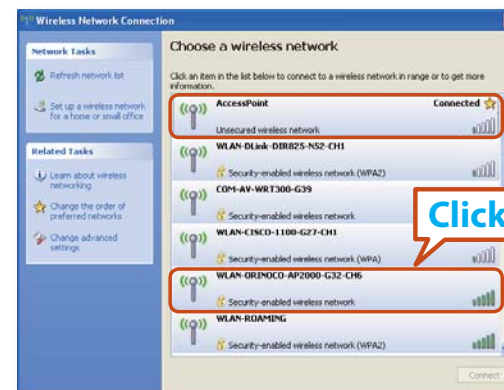 Wireless Network Connection
Network Tasks
Refresh network list
Set up a wireless network
for a home or small office
Related Tasks
Learn about wireless
networking
Change the order of
preferred networks
Change advanced
settings
Choose a wireless network
Click an item in the list below to connect to a wireless network in range or to get more
information.
AccessPoint
Connected
Unsecured wireless network
WLAN-DLink-DIR825-N52-CH1
Security-enabled wireless network (WPA2)
COM-AV-WRT300-G39
Security-enabled wireless network
Click
WLAN-CISCO-1100-G27-CH1
Security-enabled wireless network (WPA)
WLAN-ORINOCO-AP2000-G32-CH6
Security-enabled wireless network
WLAN-ROAMING
Security-enabled wireless network (WPA2)
Connect